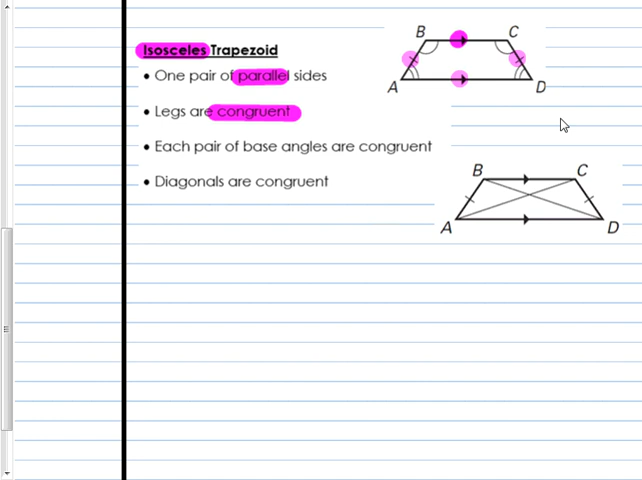 Isosceles Trapezoid
• One pair of parallel sides
• Legs are congruent
• Each pair of base angles are congruent
• Diagonals are congruent
B C
A D
B C
A D